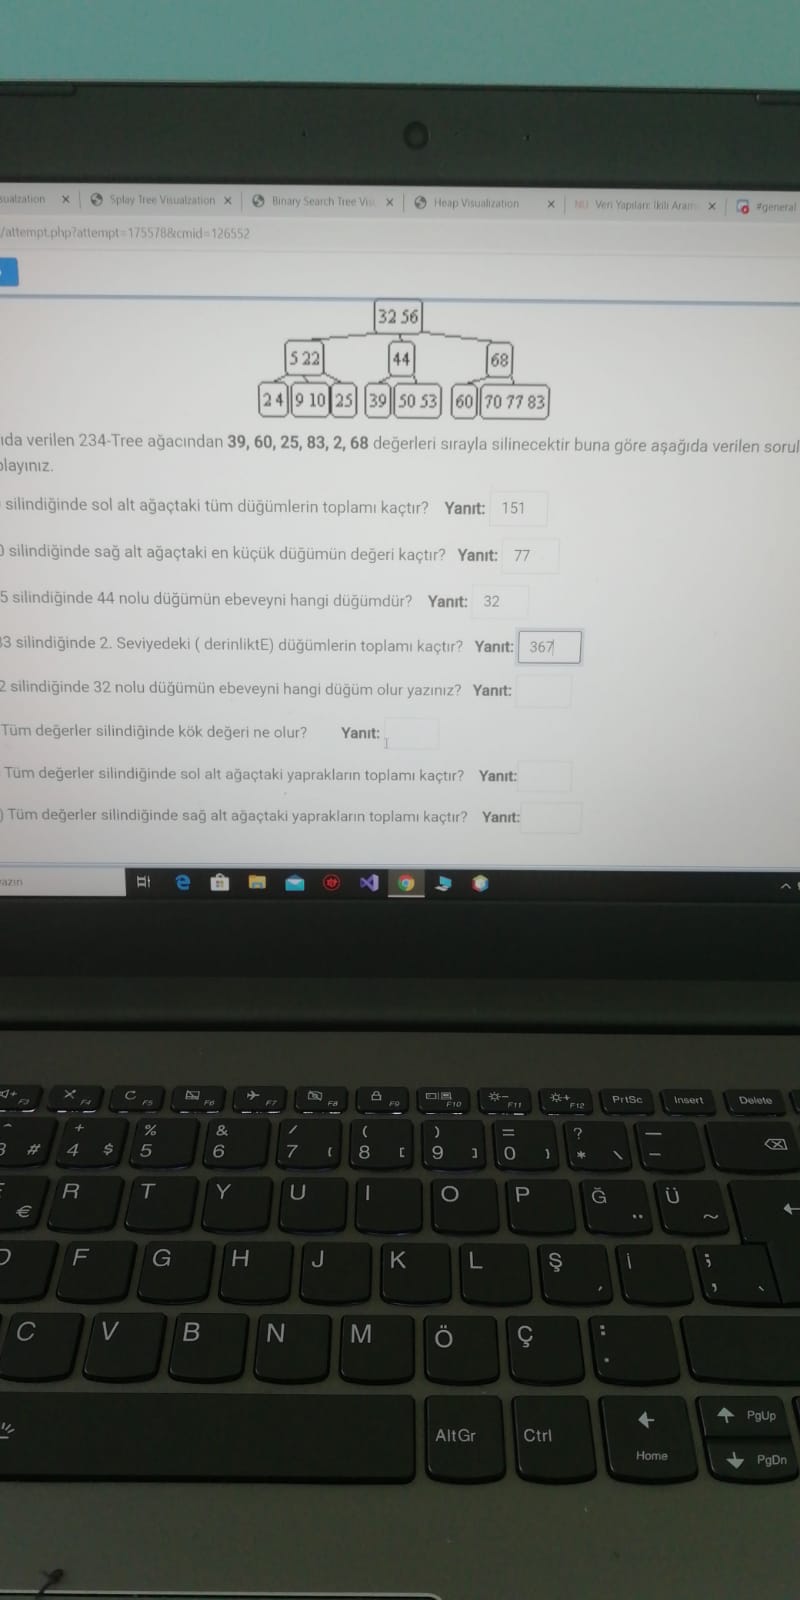 sualzation × Splay Tree Visualzation × Binary Search Tree Visu × Heap Visualization × NU Veri Yapıları: İkili Aram × #general
/attempt.php?attempt=175578&cmid=126552
32 56
5 22 44 68
2 4 9 10 25 39 50 53 60 70 77 83
ıda verilen 234-Tree ağacından 39, 60, 25, 83, 2, 68 değerleri sırayla silinecektir buna göre aşağıda verilen sorul
playınız.
silindiğinde sol alt ağaçtaki tüm düğümlerin toplamı kaçtır? Yanıt: 151
0 silindiğinde sağ alt ağaçtaki en küçük düğümün değeri kaçtır? Yanıt: 77
5 silindiğinde 44 nolu düğümün ebeveyni hangi düğümdür? Yanıt: 32
33 silindiğinde 2. Seviyedeki ( derinliktE) düğümlerin toplamı kaçtır? Yanıt: 367
2 silindiğinde 32 nolu düğümün ebeveyni hangi düğüm olur yazınız? Yanıt:
Tüm değerler silindiğinde kök değeri ne olur? Yanıt:
Tüm değerler silindiğinde sol alt ağaçtaki yaprakların toplamı kaçtır? Yanıt:
) Tüm değerler silindiğinde sağ alt ağaçtaki yaprakların toplamı kaçtır? Yanıt:
yazın
F3 F4 C F5 F6 F7 F8 F9 F10 F11 F12 PrtSc Insert Delete
^ + % & / ( ) = ? _
3 # 4 $ 5 6 7 { 8 [ 9 ] 0 } * \ -
€ R T Y U I O P Ğ ¨ Ü ~
D F G H J K L Ş ´ İ ; , `
C V B N M Ö Ç : .
AltGr Ctrl Home PgUp PgDn